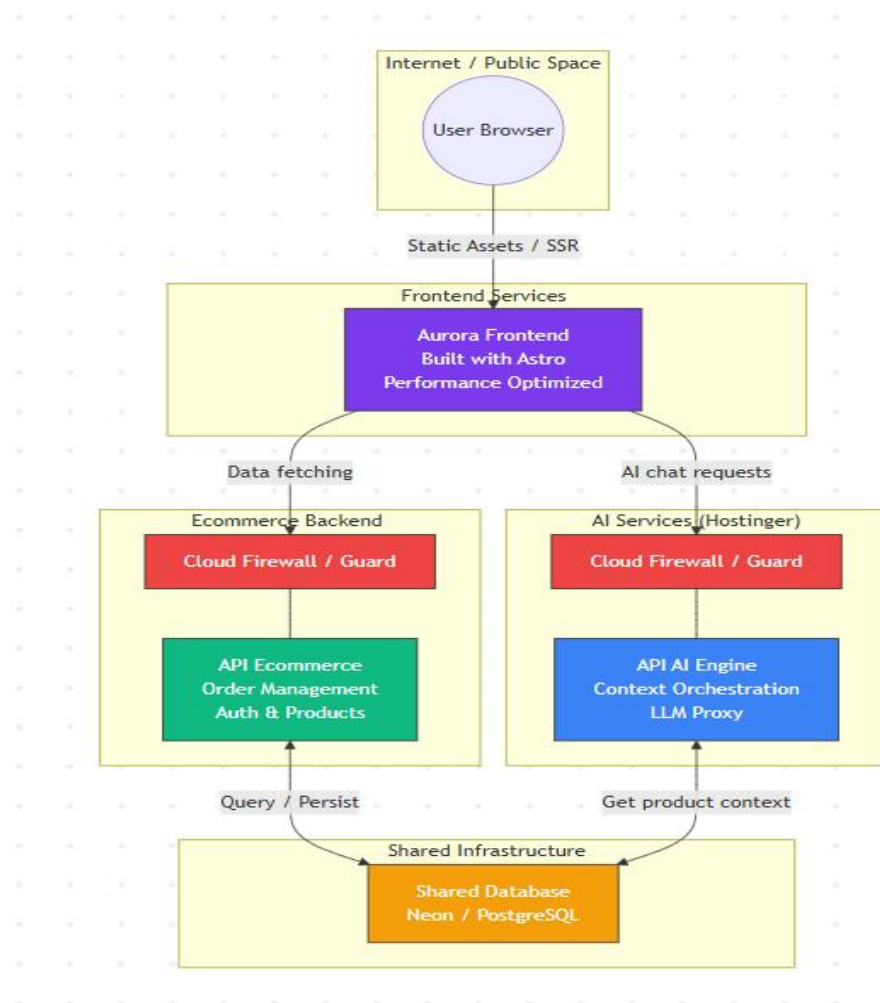 Internet / Public Space
User Browser
Static Assets / SSR
Frontend Services
Aurora Frontend
Built with Astro
Performance Optimized
Data fetching
AI chat requests
Ecommerce Backend
AI Services (Hostinger)
Cloud Firewall / Guard
Cloud Firewall / Guard
API Ecommerce
Order Management
Auth & Products
API AI Engine
Context Orchestration
LLM Proxy
Query / Persist
Get product context
Shared Infrastructure
Shared Database
Neon / PostgreSQL